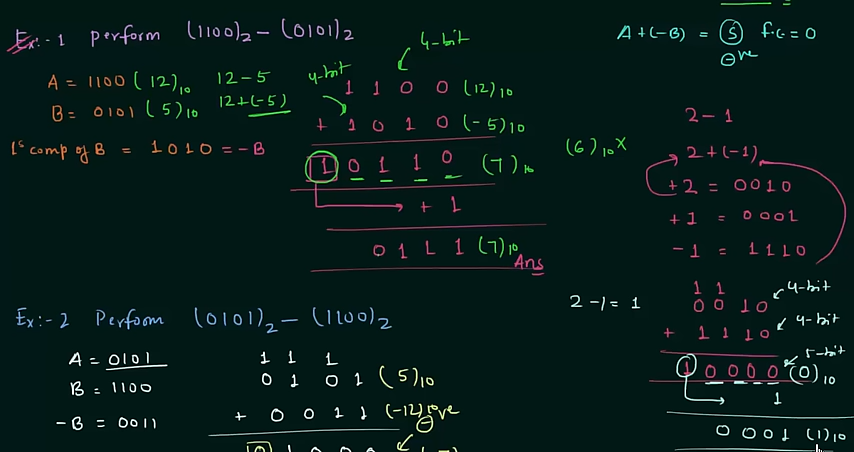 Ex:-1 Perform (1100)2 - (0101)2
A = 1100 (12)10 12-5
B = 0101 (5)10 12+(-5)
1's comp of B = 1010 = -B
4-bit
4-bit
1 1 0 0 (12)10
+ 1 0 1 0 (-5)10
1 0 1 1 0 (7)10
+ 1
0 1 1 1 (7)10
Ans
A+(-B) = (S) f.c = 0
-ve
(6)10 X
2-1
2+(-1)
+2 = 0010
+1 = 0001
-1 = 1110
2-1 = 1
1 1
0 0 1 0 4-bit
+ 1 1 1 0 4-bit
1 0 0 0 0 (0)10 5-bit
1
0 0 0 1 (1)10
Ex:-2 Perform (0101)2 - (1100)2
A = 0101
B = 1100
-B = 0011
1 1 1
0 1 0 1 (5)10
+ 0 0 1 1 (-12)10
-ve
0 1 0 0 0